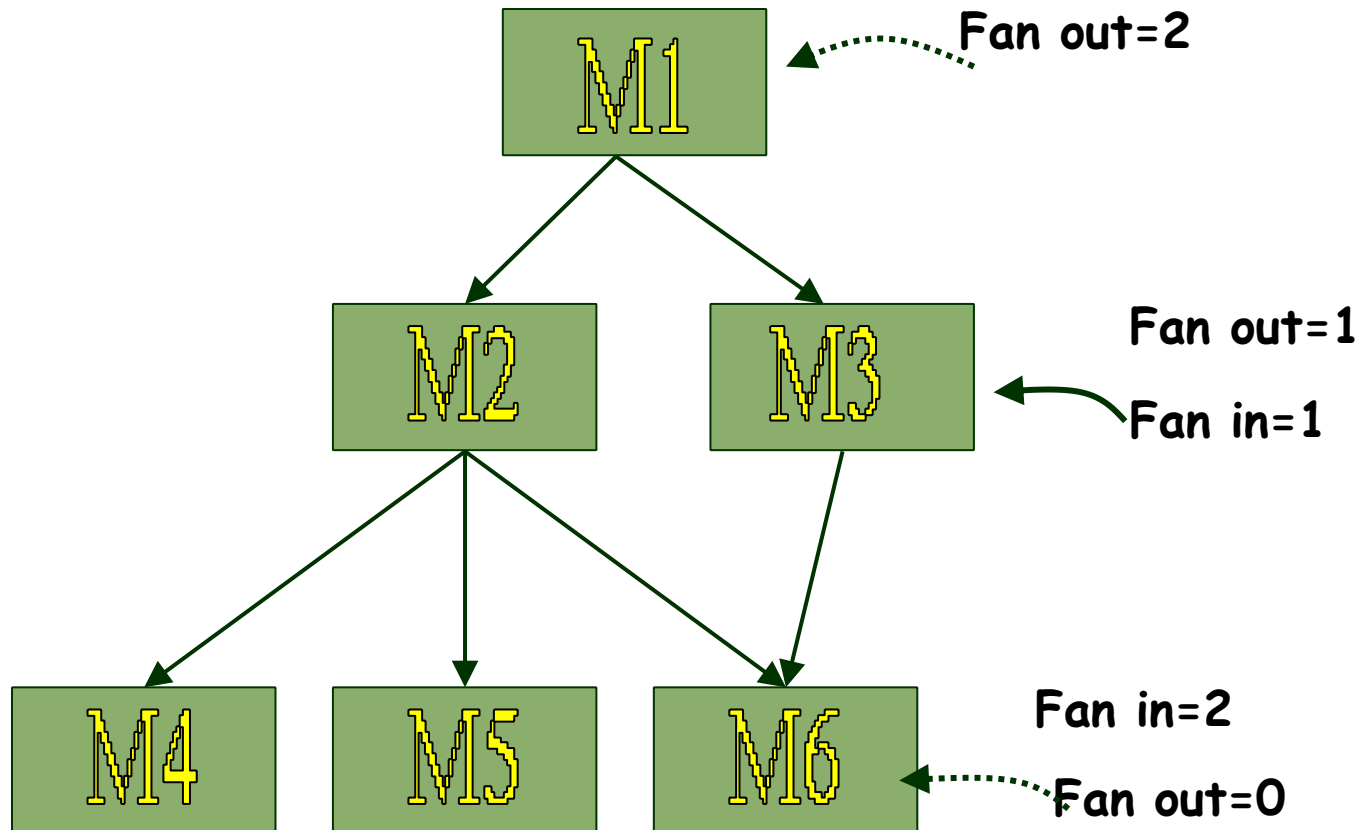 M1
Fan out=2
M2
M3
Fan out=1
Fan in=1
M4
M5
M6
Fan in=2
Fan out=0